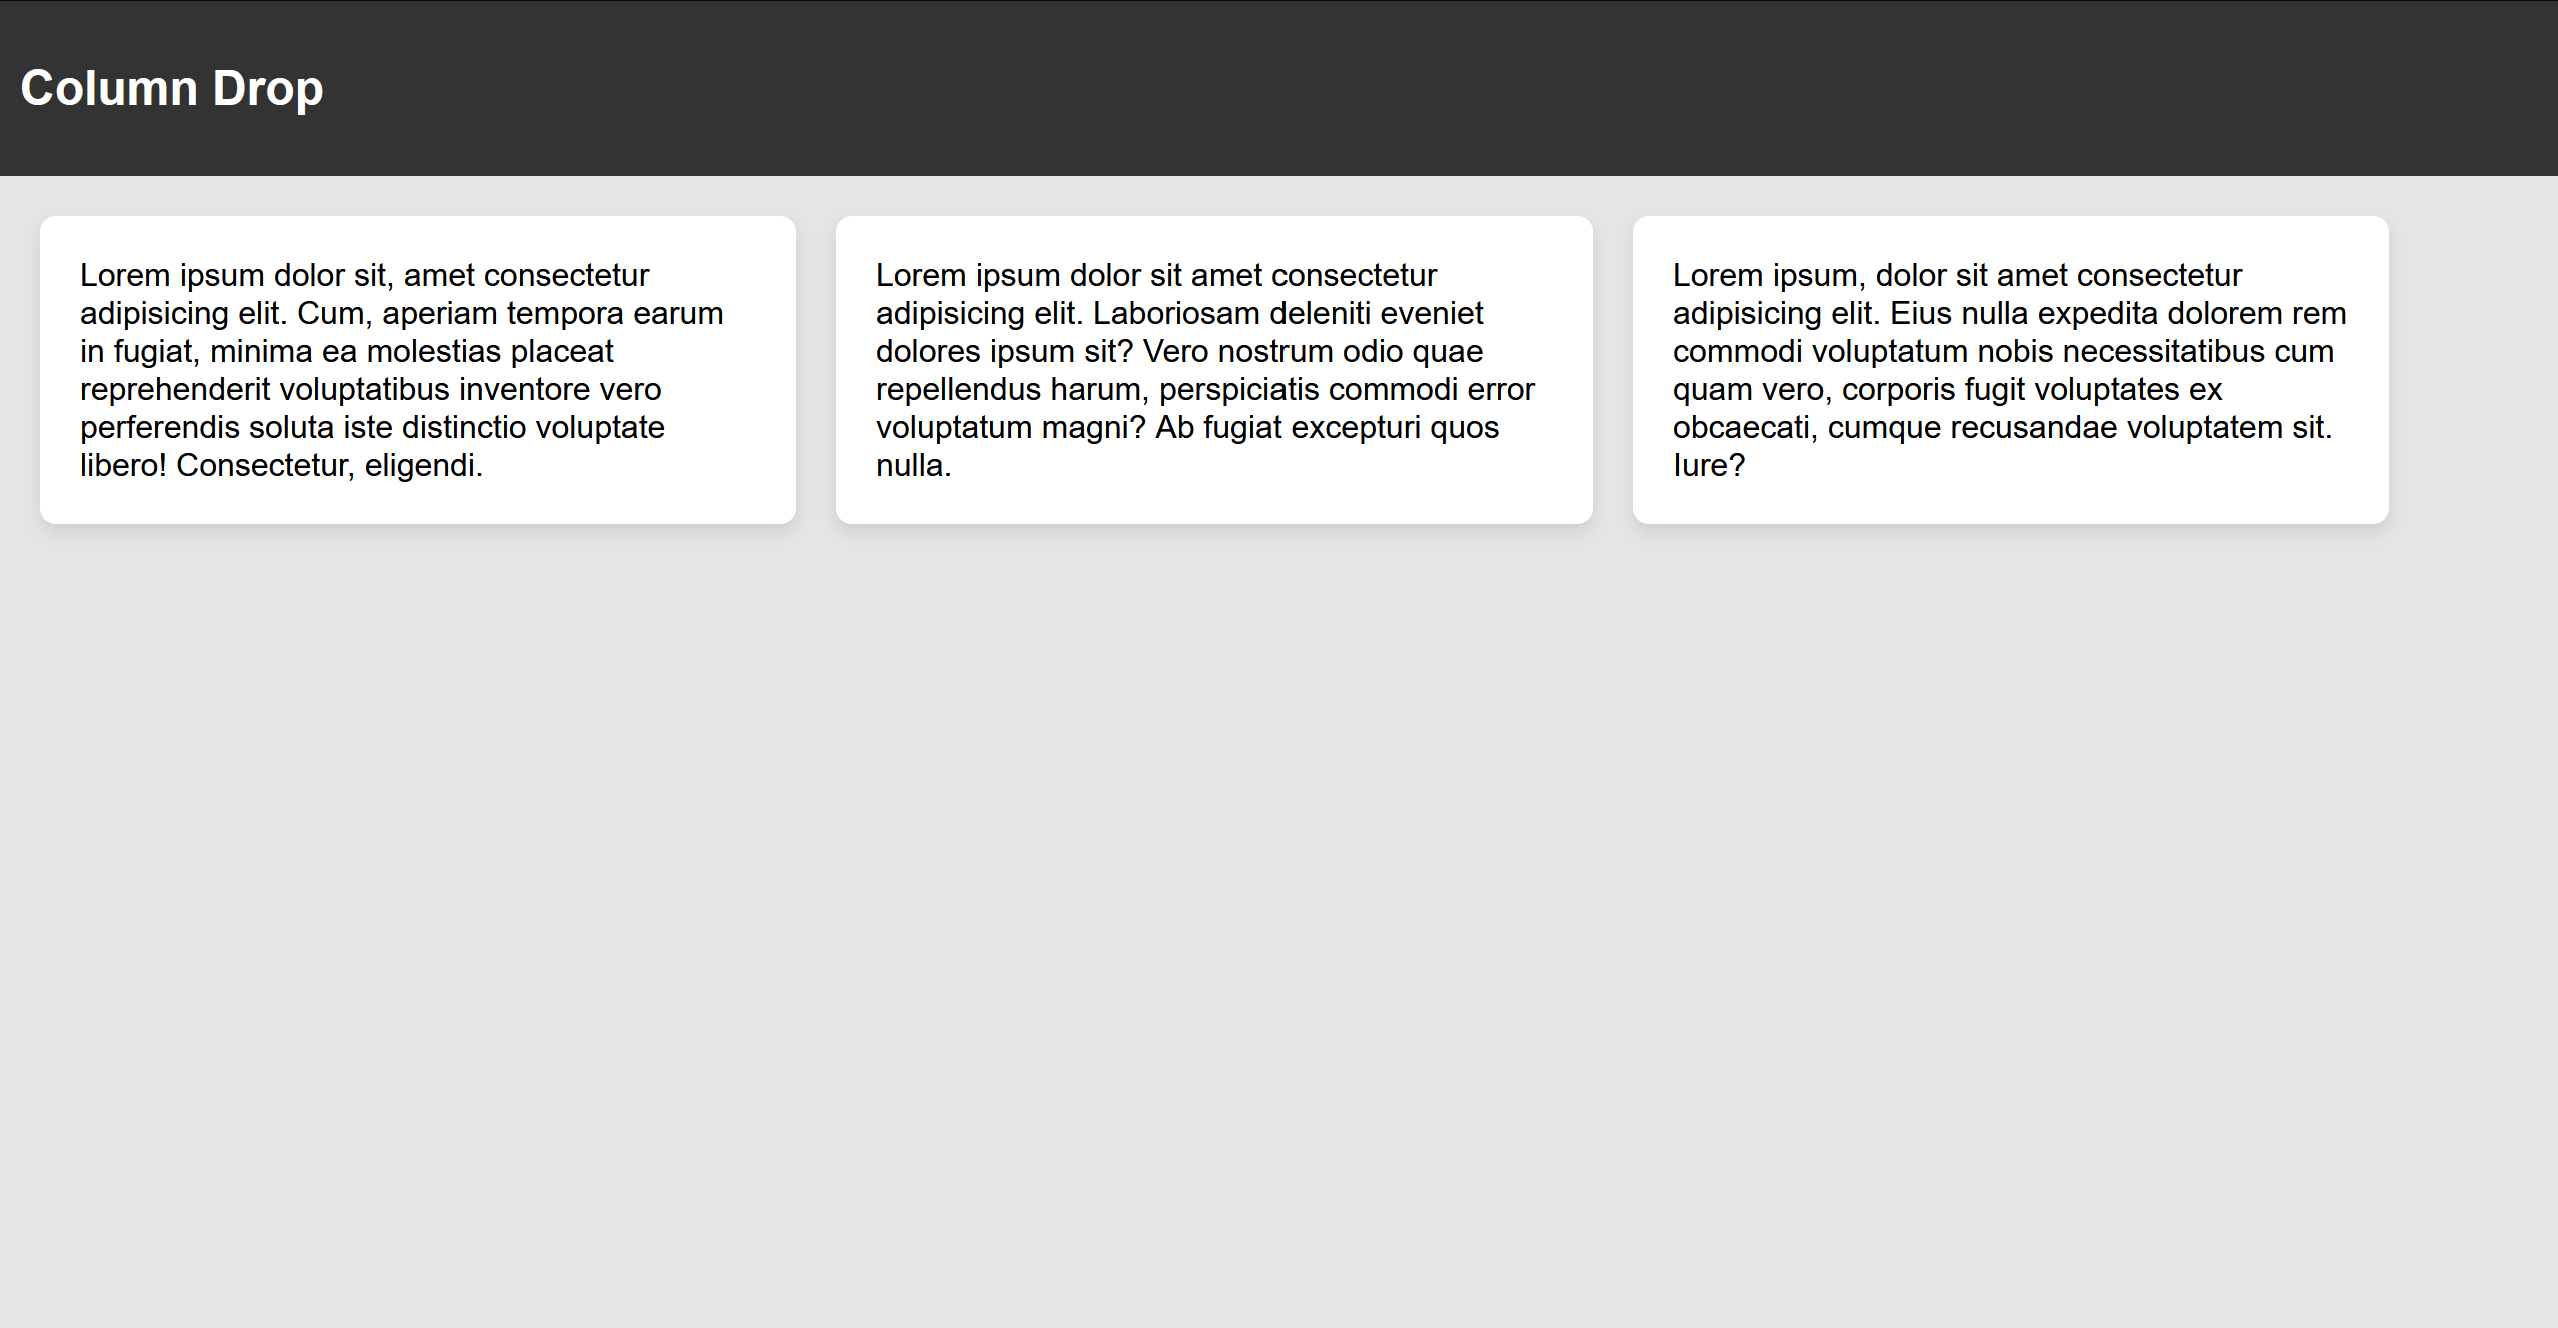 Column Drop
Lorem ipsum dolor sit, amet consectetur
adipisicing elit. Cum, aperiam tempora earum
in fugiat, minima ea molestias placeat
reprehenderit voluptatibus inventore vero
perferendis soluta iste distinctio voluptate
libero! Consectetur, eligendi.
Lorem ipsum dolor sit amet consectetur
adipisicing elit. Laboriosam deleniti eveniet
dolores ipsum sit? Vero nostrum odio quae
repellendus harum, perspiciatis commodi error
voluptatum magni? Ab fugiat excepturi quos
nulla.
Lorem ipsum, dolor sit amet consectetur
adipisicing elit. Eius nulla expedita dolorem rem
commodi voluptatum nobis necessitatibus cum
quam vero, corporis fugit voluptates ex
obcaecati, cumque recusandae voluptatem sit.
Iure?